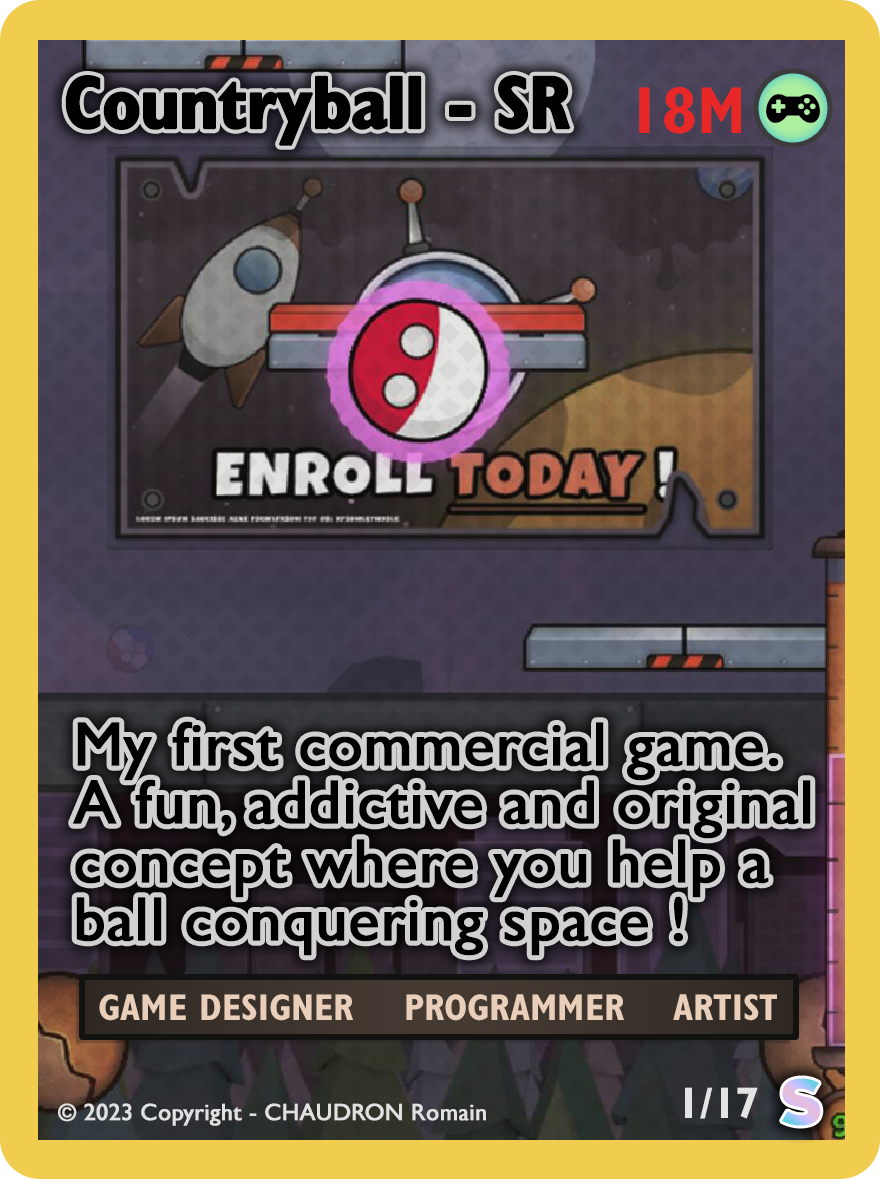 Countryball - SR 18M
ENROLL TODAY !
My first commercial game.
A fun, addictive and original
concept where you help a
ball conquering space !
GAME DESIGNER PROGRAMMER ARTIST
© 2023 Copyright - CHAUDRON Romain 1/17 S